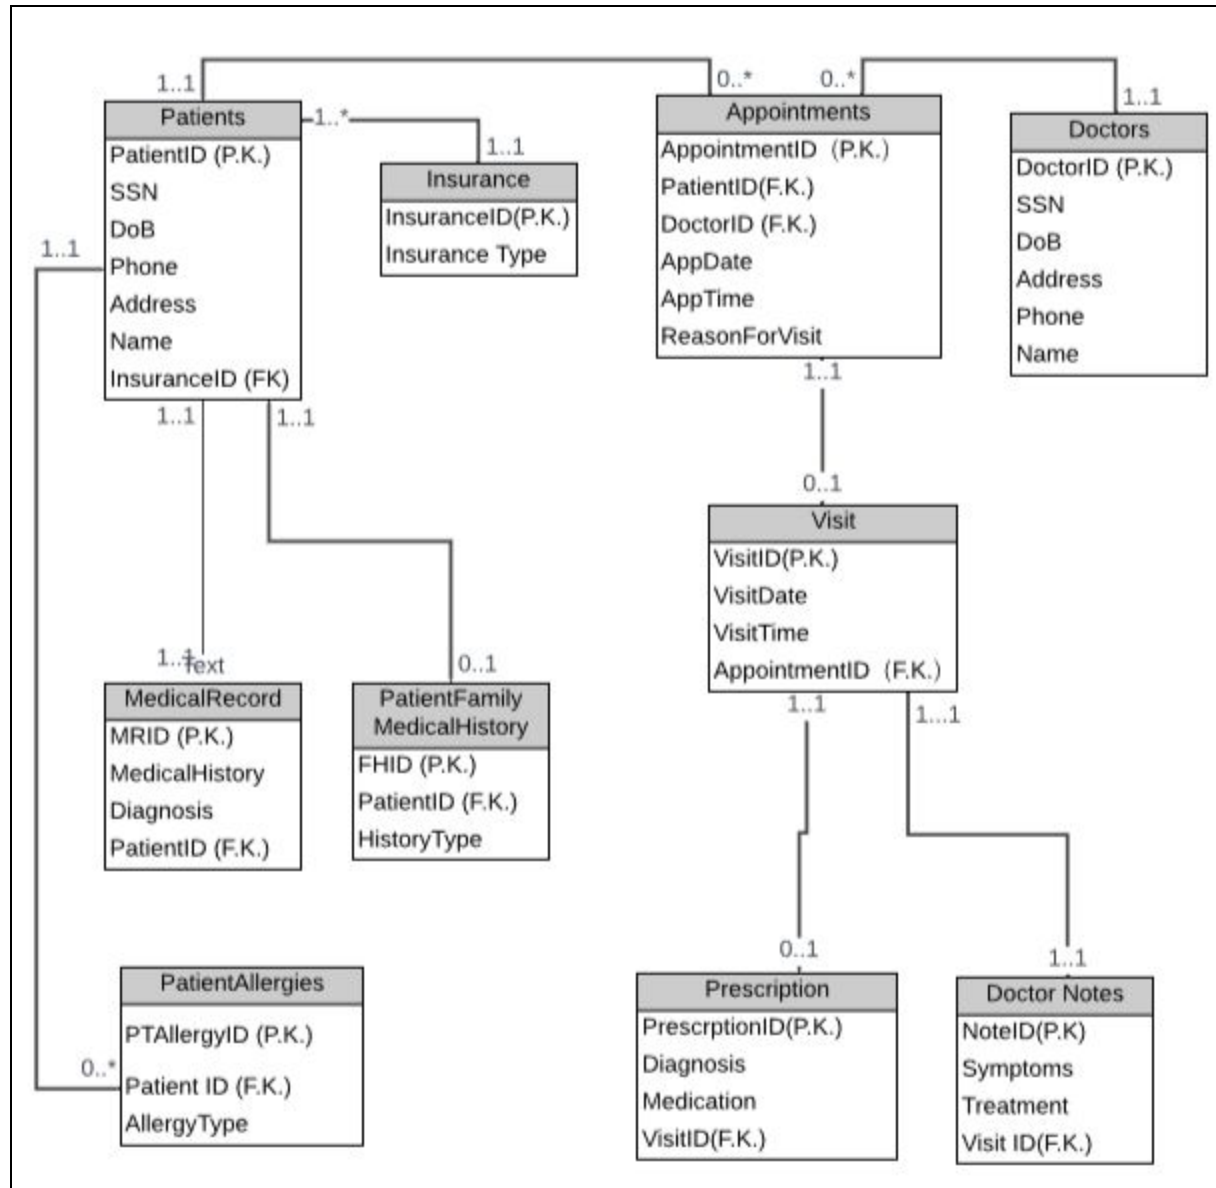 1..1
0..*
0..*
1..1
Patients
PatientID (P.K.)
SSN
DoB
Phone
Address
Name
InsuranceID (FK)
1..*
1..1
Insurance
InsuranceID(P.K.)
Insurance Type
Appointments
AppointmentID (P.K.)
PatientID(F.K.)
DoctorID (F.K.)
AppDate
AppTime
ReasonForVisit
Doctors
DoctorID (P.K.)
SSN
DoB
Address
Phone
Name
1..1
1..1
1..1
1..1
0..1
Visit
VisitID(P.K.)
VisitDate
VisitTime
AppointmentID (F.K.)
1..1
Text
0..1
MedicalRecord
MRID (P.K.)
MedicalHistory
Diagnosis
PatientID (F.K.)
PatientFamily
MedicalHistory
FHID (P.K.)
PatientID (F.K.)
HistoryType
1..1
1...1
0..1
1..1
PatientAllergies
PTAllergyID (P.K.)
Patient ID (F.K.)
AllergyType
0..*
Prescription
PrescrptionID(P.K.)
Diagnosis
Medication
VisitID(F.K.)
Doctor Notes
NoteID(P.K)
Symptoms
Treatment
Visit ID(F.K.)